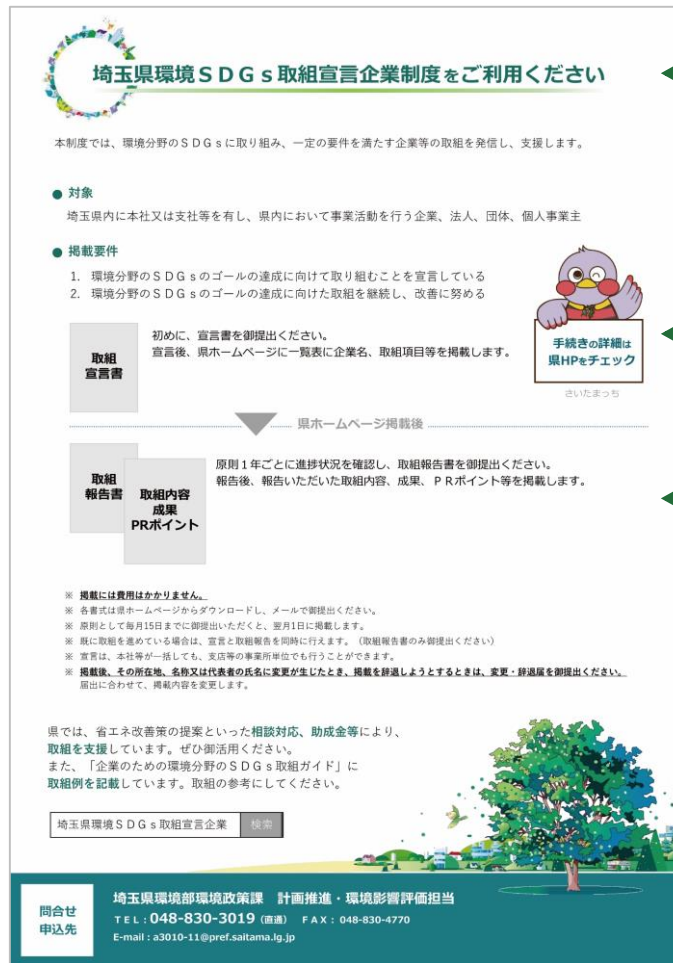 埼玉県環境ＳＤＧｓ取組宣言企業制度をご利用ください
本制度では、環境分野のＳＤＧｓに取り組み、一定の要件を満たす企業等の取組を発信し、支援します。
● 対象
埼玉県内に本社又は支社等を有し、県内において事業活動を行う企業、法人、団体、個人事業主
● 掲載要件
1. 環境分野のＳＤＧｓのゴールの達成に向けて取り組むことを宣言している
2. 環境分野のＳＤＧｓのゴールの達成に向けた取組を継続し、改善に努める
取組
宣言書
初めに、宣言書を御提出ください。
宣言後、県ホームページに一覧表に企業名、取組項目等を掲載します。
手続きの詳細は
県HPをチェック
さいたまっち
県ホームページ掲載後
取組
報告書
取組内容
成果
PRポイント
原則１年ごとに進捗状況を確認し、取組報告書を御提出ください。
報告後、報告いただいた取組内容、成果、ＰＲポイント等を掲載します。
※ 掲載には費用はかかりません。
※ 各書式は県ホームページからダウンロードし、メールで御提出ください。
※ 原則として毎月15日までに御提出いただくと、翌月1日に掲載します。
※ 既に取組を進めている場合は、宣言と取組報告を同時に行えます。（取組報告書のみ御提出ください）
※ 宣言は、本社等が一括しても、支店等の事業所単位でも行うことができます。
※ 掲載後、その所在地、名称又は代表者の氏名に変更が生じたとき、掲載を辞退しようとするときは、変更・辞退届を御提出ください。
届出に合わせて、掲載内容を変更します。
県では、省エネ改善策の提案といった相談対応、助成金等により、
取組を支援しています。ぜひ御活用ください。
また、「企業のための環境分野のＳＤＧｓ取組ガイド」に
取組例を記載しています。取組の参考にしてください。
埼玉県環境ＳＤＧｓ取組宣言企業 検索
問合せ
申込先
埼玉県環境部環境政策課 計画推進・環境影響評価担当
ＴＥＬ：048-830-3019（直通） ＦＡＸ：048-830-4770
E-mail：a3010-11@pref.saitama.lg.jp